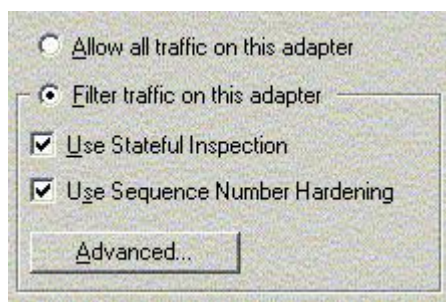 Allow all traffic on this adapter
Filter traffic on this adapter
Use Stateful Inspection
Use Sequence Number Hardening
Advanced...